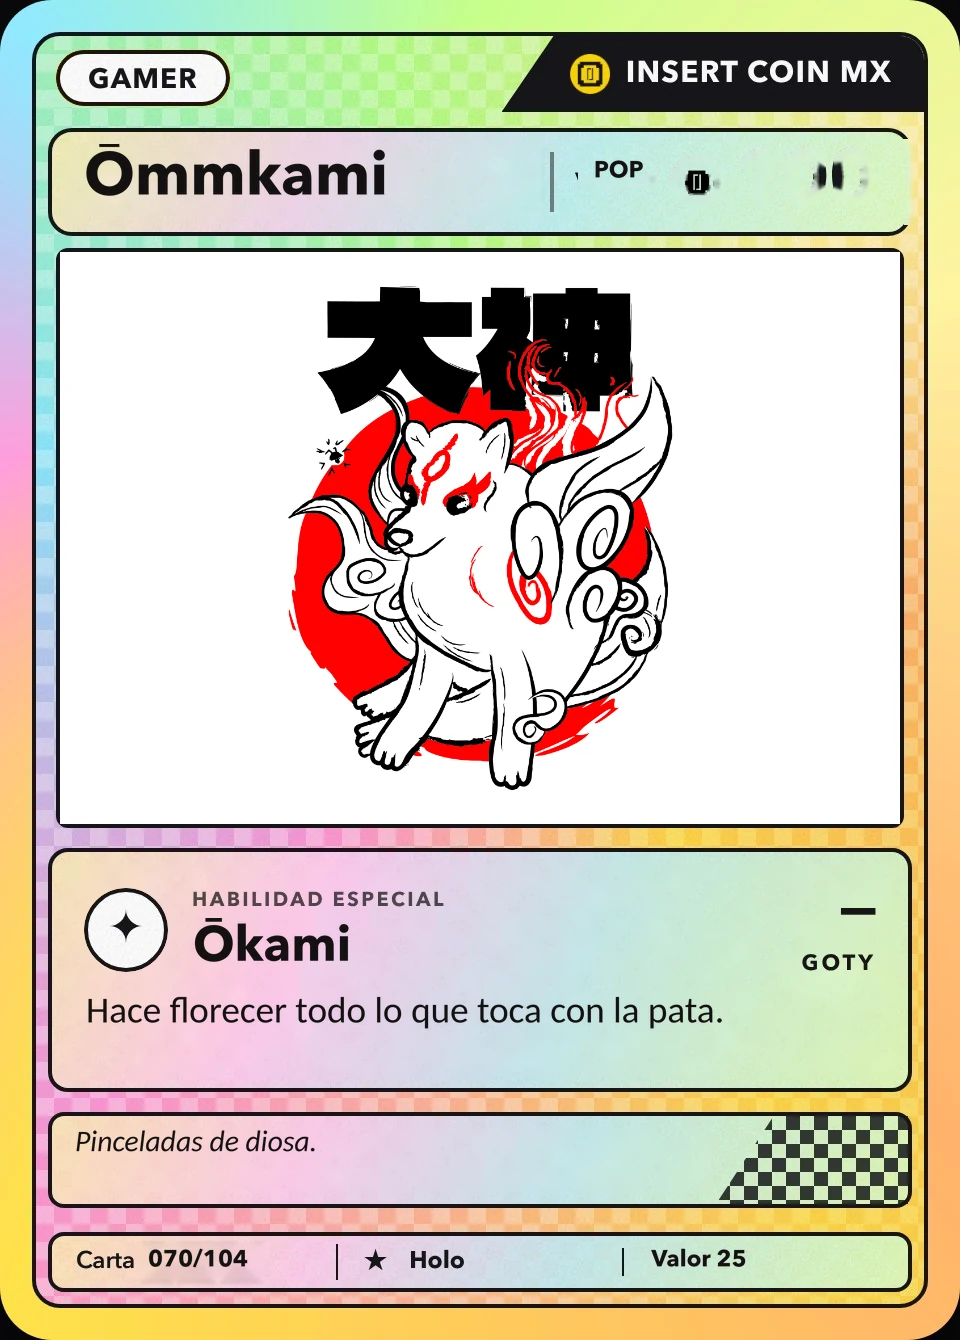 GAMER
INSERT COIN MX
Ōmmkami
POP
大神
HABILIDAD ESPECIAL
Ōkami
GOTY
Hace florecer todo lo que toca con la pata.
Pinceladas de diosa.
Carta 070/104
★ Holo
Valor 25